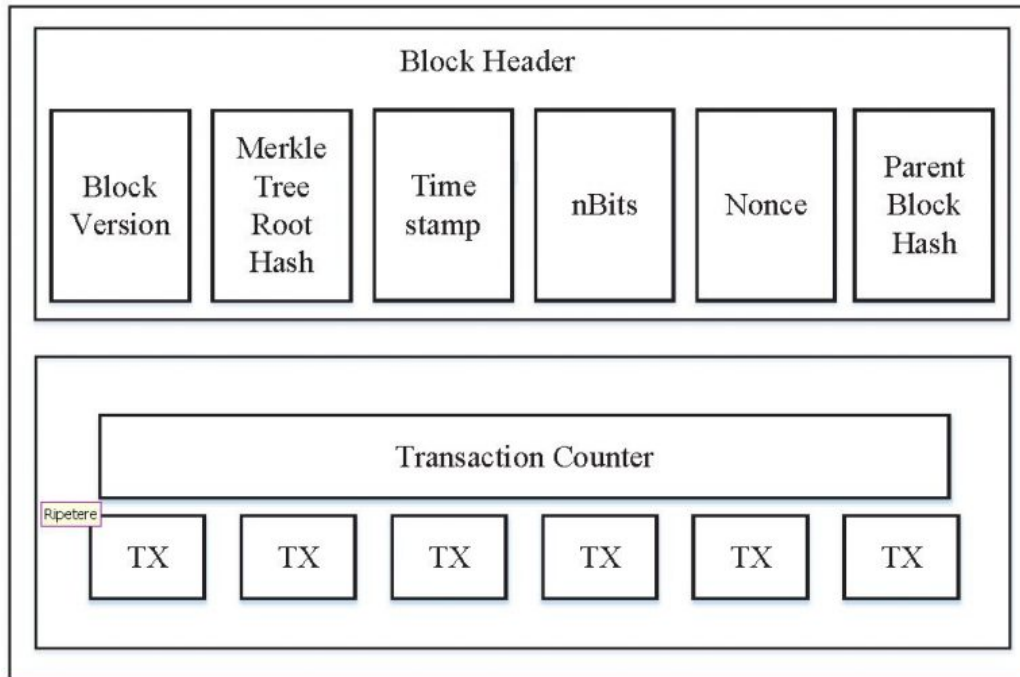 Block Header
Block
Version
Merkle
Tree
Root
Hash
Time
stamp
nBits
Nonce
Parent
Block
Hash
Transaction Counter
Ripetere
TX
TX
TX
TX
TX
TX